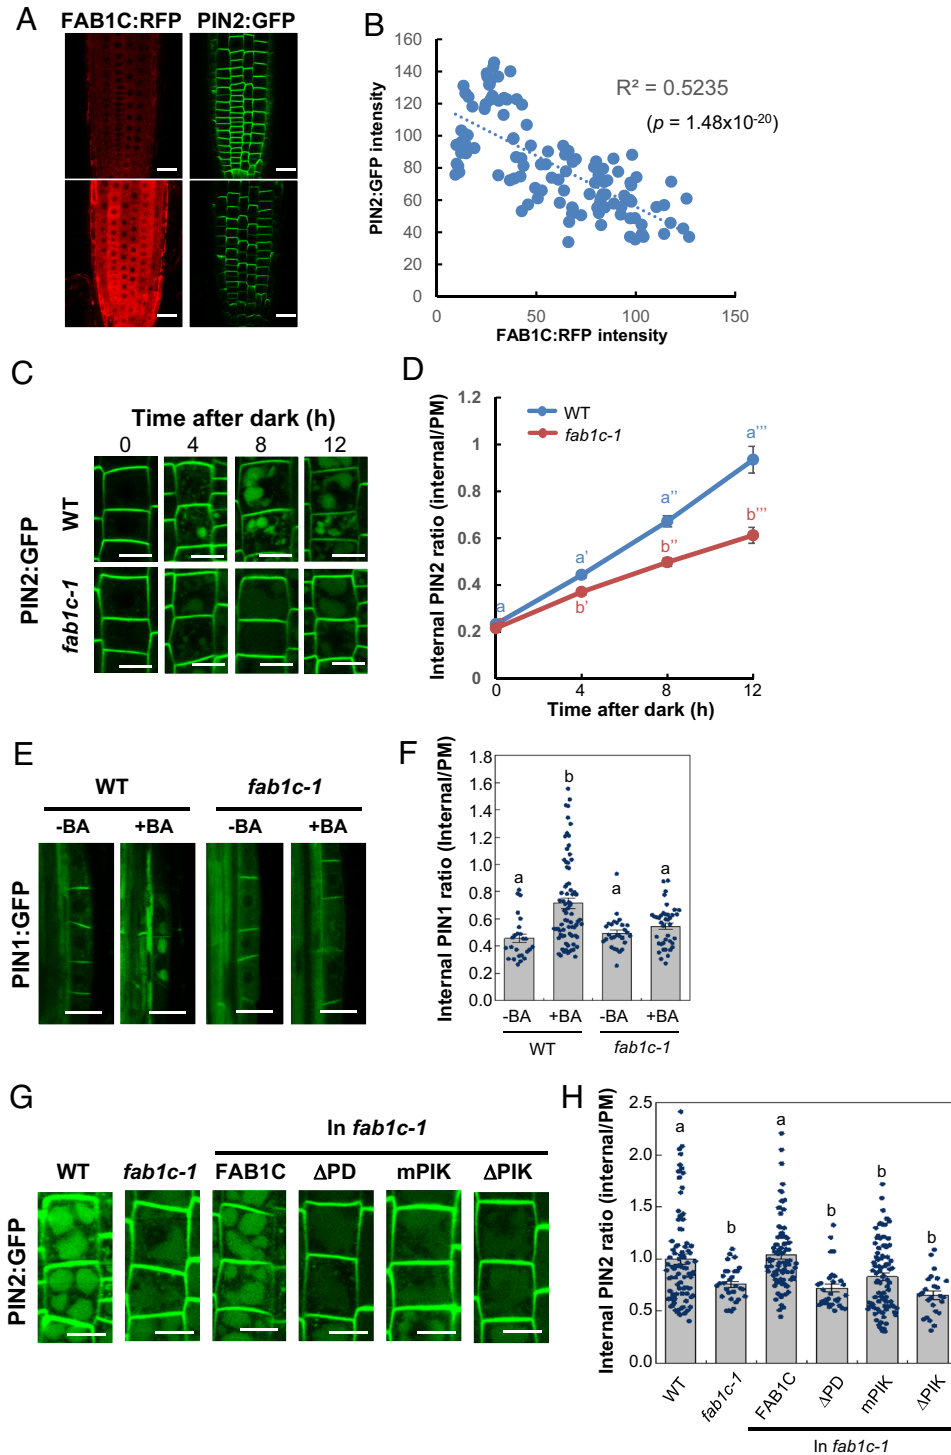 A
FAB1C:RFP PIN2:GFP
B
160
140
120
100
80
60
40
20
0
PIN2:GFP intensity
R² = 0.5235
(p = 1.48x10⁻²⁰)
0 50 100 150
FAB1C:RFP intensity
C
Time after dark (h)
0 4 8 12
PIN2:GFP
WT
fab1c-1
D
1.2
1
0.8
0.6
0.4
0.2
0
Internal PIN2 ratio (internal/PM)
WT
fab1c-1
a a' a'' a'''
b' b'' b'''
0 4 8 12
Time after dark (h)
E
WT fab1c-1
-BA +BA -BA +BA
PIN1:GFP
F
1.8
1.6
1.4
1.2
1.0
0.8
0.6
0.4
0.2
0.0
Internal PIN1 ratio (Internal/PM)
a b a a
-BA +BA -BA +BA
WT fab1c-1
G
In fab1c-1
WT fab1c-1 FAB1C ΔPD mPIK ΔPIK
PIN2:GFP
H
2.5
2.0
1.5
1.0
0.5
0.0
Internal PIN2 ratio (internal/PM)
a b a b b b
WT fab1c-1 FAB1C ΔPD mPIK ΔPIK
In fab1c-1